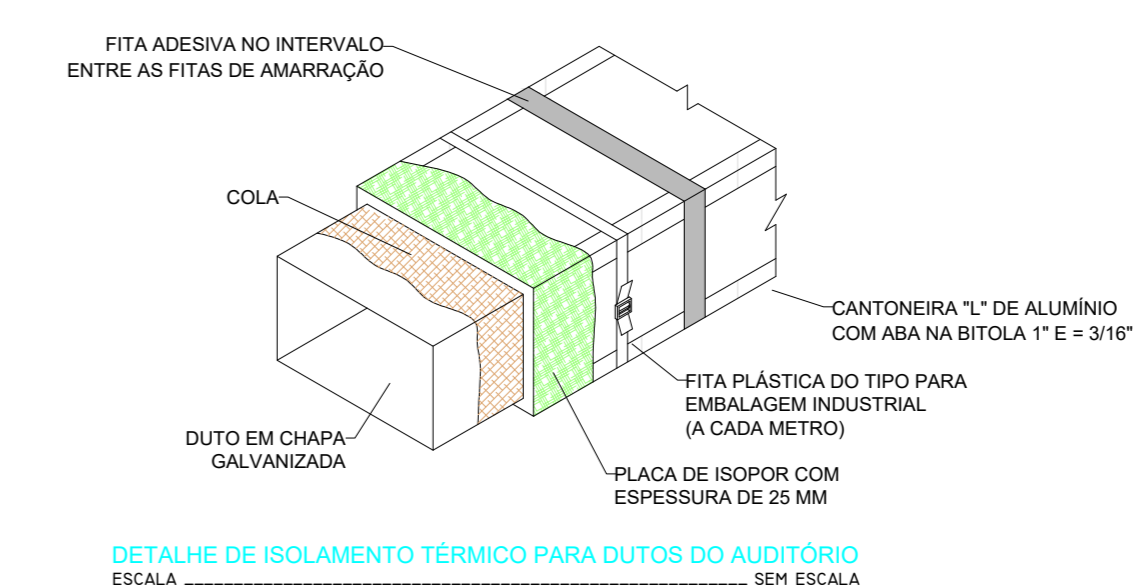 FITA ADESIVA NO INTERVALO
ENTRE AS FITAS DE AMARRAÇÃO
COLA
DUTO EM CHAPA
GALVANIZADA
CANTONEIRA "L" DE ALUMÍNIO
COM ABA NA BITOLA 1" E = 3/16"
FITA PLÁSTICA DO TIPO PARA
EMBALAGEM INDUSTRIAL
(A CADA METRO)
PLACA DE ISOPOR COM
ESPESSURA DE 25 MM
DETALHE DE ISOLAMENTO TÉRMICO PARA DUTOS DO AUDITÓRIO
ESCALA _________________________________________________________ SEM ESCALA